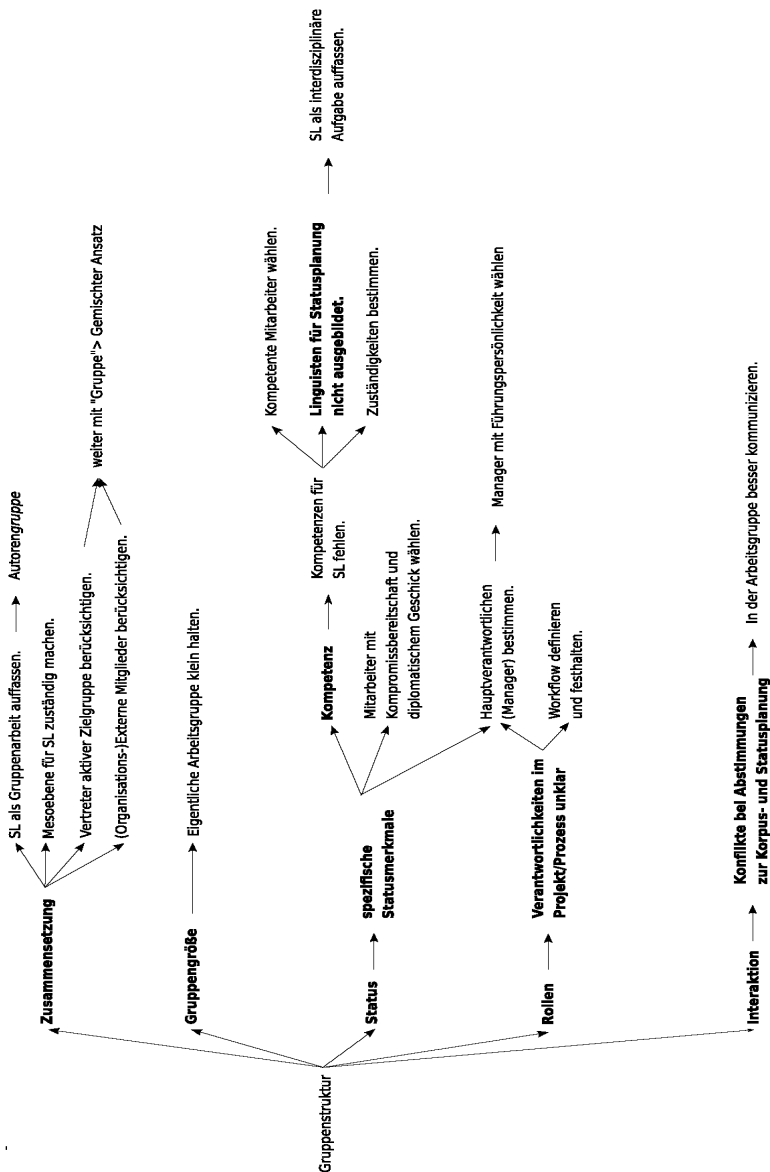 Gruppenstruktur
Zusammensetzung
SL als Gruppenarbeit auffassen.
Autorengruppe
Mesoebene für SL zuständig machen.
Vertreter aktiver Zielgruppe berücksichtigen.
(Organisations-)Externe Mitglieder berücksichtigen.
weiter mit "Gruppe"> Gemischter Ansatz
Gruppengröße
Eigentliche Arbeitsgruppe klein halten.
Status
spezifische
Statusmerkmale
Kompetenz
Kompetenzen für
SL fehlen.
Kompetente Mitarbeiter wählen.
Linguisten für Statusplanung
nicht ausgebildet.
SL als interdisziplinäre
Aufgabe auffassen.
Zuständigkeiten bestimmen.
Mitarbeiter mit
Kompromissbereitschaft und
diplomatischem Geschick wählen.
Hauptverantwortlichen
(Manager) bestimmen.
Manager mit Führungspersönlichkeit wählen
Rollen
Verantwortlichkeiten im
Projekt/Prozess unklar
Workflow definieren
und festhalten.
Interaktion
Konflikte bei Abstimmungen
zur Korpus- und Statusplanung
In der Arbeitsgruppe besser kommunizieren.